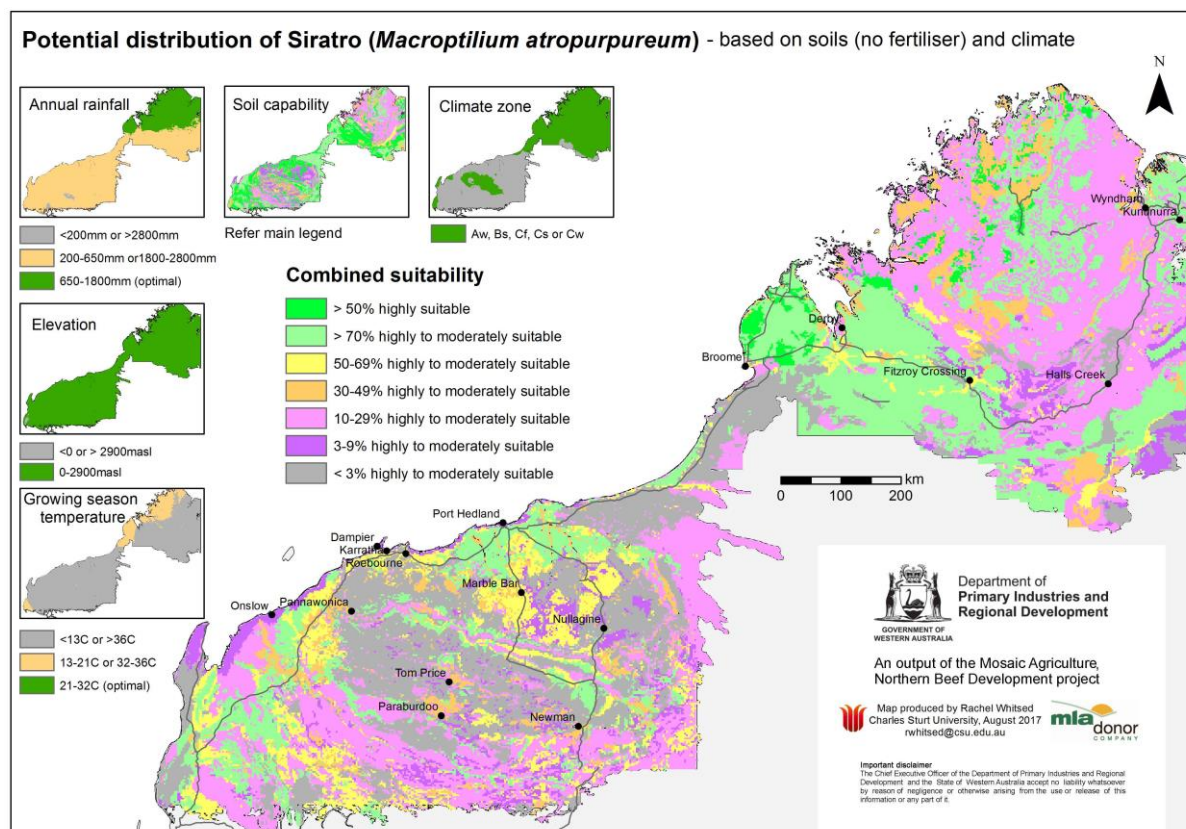 Potential distribution of Siratro (Macroptilium atropurpureum) - based on soils (no fertiliser) and climate
N
Annual rainfall
Soil capability
Climate zone
<200mm or >2800mm
200-650mm or1800-2800mm
650-1800mm (optimal)
Refer main legend
Aw, Bs, Cf, Cs or Cw
Elevation
<0 or > 2900masl
0-2900masl
Growing season
temperature
<13C or >36C
13-21C or 32-36C
21-32C (optimal)
Combined suitability
> 50% highly suitable
> 70% highly to moderately suitable
50-69% highly to moderately suitable
30-49% highly to moderately suitable
10-29% highly to moderately suitable
3-9% highly to moderately suitable
< 3% highly to moderately suitable
Wyndham
Kununurra
Derby
Broome
Fitzroy Crossing
Halls Creek
km
0 50 100 200
Port Hedland
Dampier
Karratha
Roebourne
Marble Bar
Onslow
Pannawonica
Nullagine
Tom Price
Paraburdoo
Newman
GOVERNMENT OF
WESTERN AUSTRALIA
Department of
Primary Industries and
Regional Development
An output of the Mosaic Agriculture,
Northern Beef Development project
Map produced by Rachel Whitsed
Charles Sturt University, August 2017
rwhitsed@csu.edu.au
mla
donor
COMPANY
Important disclaimer
The Chief Executive Officer of the Department of Primary Industries and Regional
Development and the State of Western Australia accept no liability whatsoever
by reason of negligence or otherwise arising from the use or release of this
information or any part of it.